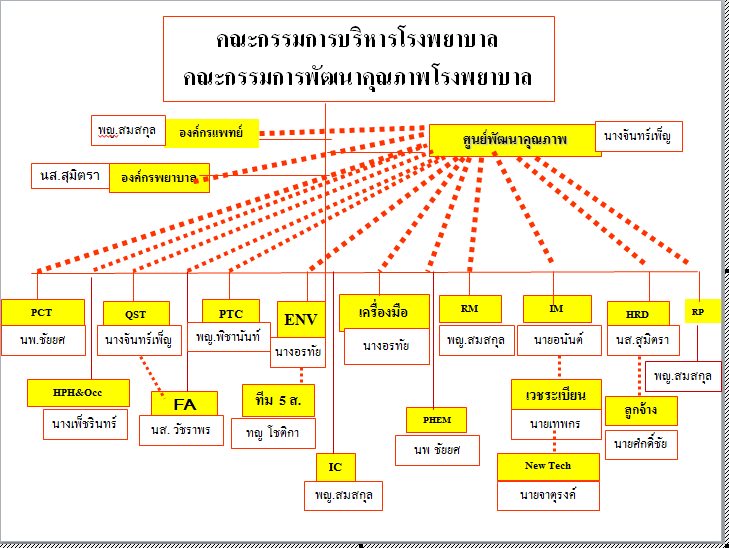 คณะกรรมการบริหารโรงพยาบาล
คณะกรรมการพัฒนาคุณภาพโรงพยาบาล
พญ.สมสกุล
องค์กรแพทย์
ศูนย์พัฒนาคุณภาพ
นางจันทร์เพ็ญ
นส.สุมิตรา
องค์กรพยาบาล
PCT
นพ.ชัยยศ
QST
นางจันทร์เพ็ญ
PTC
พญ.พิชานันท์
ENV
นางอรทัย
เครื่องมือ
นางอรทัย
RM
พญ.สมสกุล
IM
นายอนันต์
HRD
นส.สุมิตรา
RP
พญ.สมสกุล
HPH&Occ
นางเพ็ชรินทร์
FA
นส. วัชราพร
ทีม 5 ส.
ทญ โชติกา
PHEM
นพ ชัยยศ
เวชระเบียน
นายเทพกร
ลูกจ้าง
นายศักดิ์ชัย
IC
พญ.สมสกุล
New Tech
นายจาตุรงค์